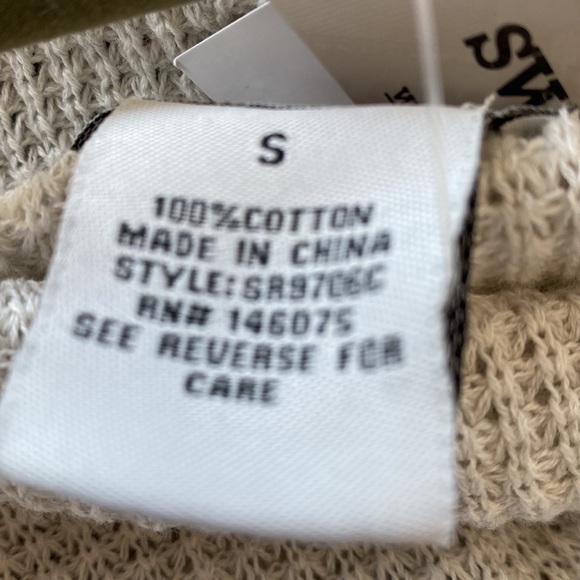 S
100%COTTON
MADE IN CHINA
STYLE:SR9706C
RN# 146075
SEE REVERSE FOR
CARE